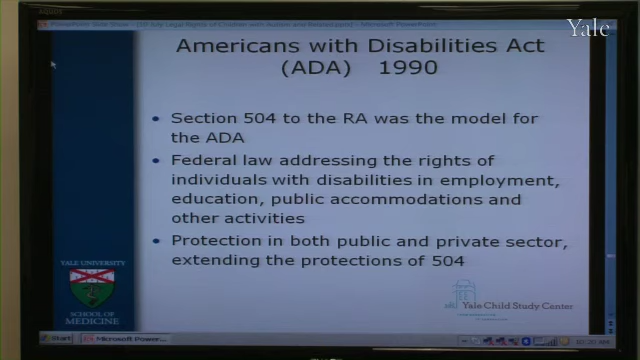 Yale
Americans with Disabilities Act
(ADA) 1990
• Section 504 to the RA was the model for
the ADA
• Federal law addressing the rights of
individuals with disabilities in employment,
education, public accommodations and
other activities
• Protection in both public and private sector,
extending the protections of 504
YALE UNIVERSITY
SCHOOL OF
MEDICINE
Yale Child Study Center
Start
Microsoft Power...